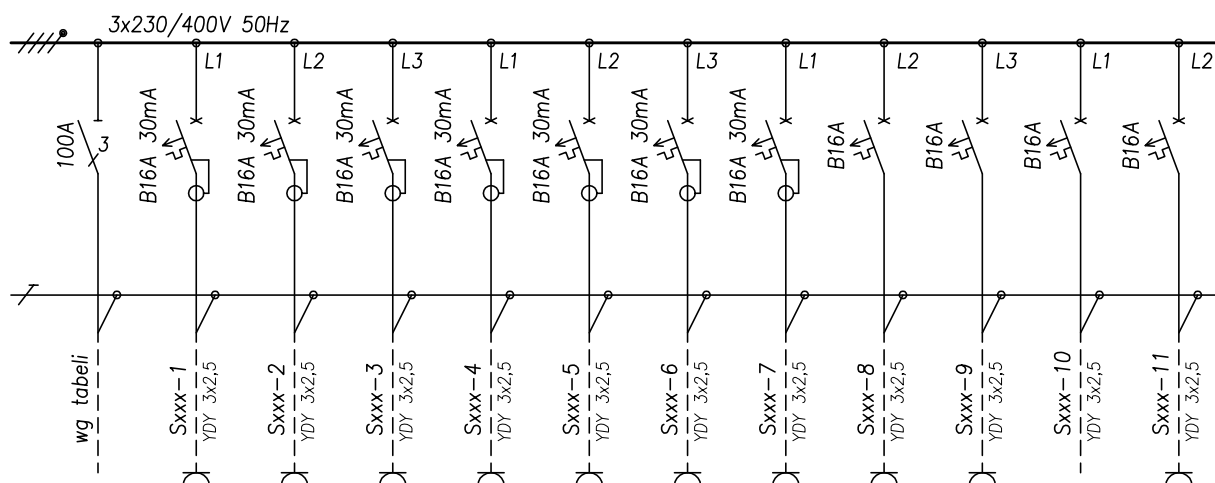 3x230/400V 50Hz
L1
L2
L3
L1
L2
L3
L1
L2
L3
L1
L2
100A
3
B16A 30mA
B16A 30mA
B16A 30mA
B16A 30mA
B16A 30mA
B16A 30mA
B16A 30mA
B16A
B16A
B16A
B16A
wg tabeli
Sxxx-1
YDY 3x2,5
Sxxx-2
YDY 3x2,5
Sxxx-3
YDY 3x2,5
Sxxx-4
YDY 3x2,5
Sxxx-5
YDY 3x2,5
Sxxx-6
YDY 3x2,5
Sxxx-7
YDY 3x2,5
Sxxx-8
YDY 3x2,5
Sxxx-9
YDY 3x2,5
Sxxx-10
YDY 3x2,5
Sxxx-11
YDY 3x2,5